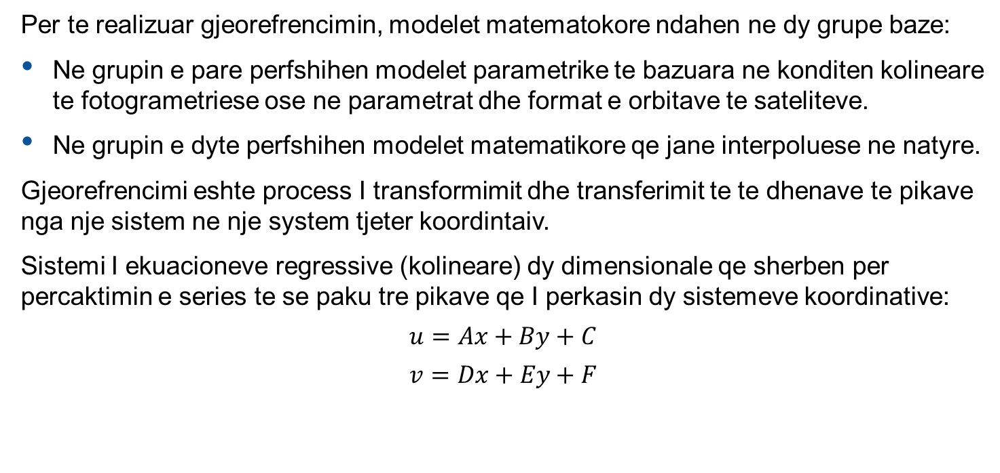 Per te realizuar gjeorefrencimin, modelet matematokore ndahen ne dy grupe baze:
• Ne grupin e pare perfshihen modelet parametrike te bazuara ne konditen kolineare
te fotogrametriese ose ne parametrat dhe format e orbitave te sateliteve.
• Ne grupin e dyte perfshihen modelet matematikore qe jane interpoluese ne natyre.
Gjeorefrencimi eshte process I transformimit dhe transferimit te te dhenave te pikave
nga nje sistem ne nje system tjeter koordintaiv.
Sistemi I ekuacioneve regressive (kolineare) dy dimensionale qe sherben per
percaktimin e series te se paku tre pikave qe I perkasin dy sistemeve koordinative:
u = Ax + By + C
v = Dx + Ey + F